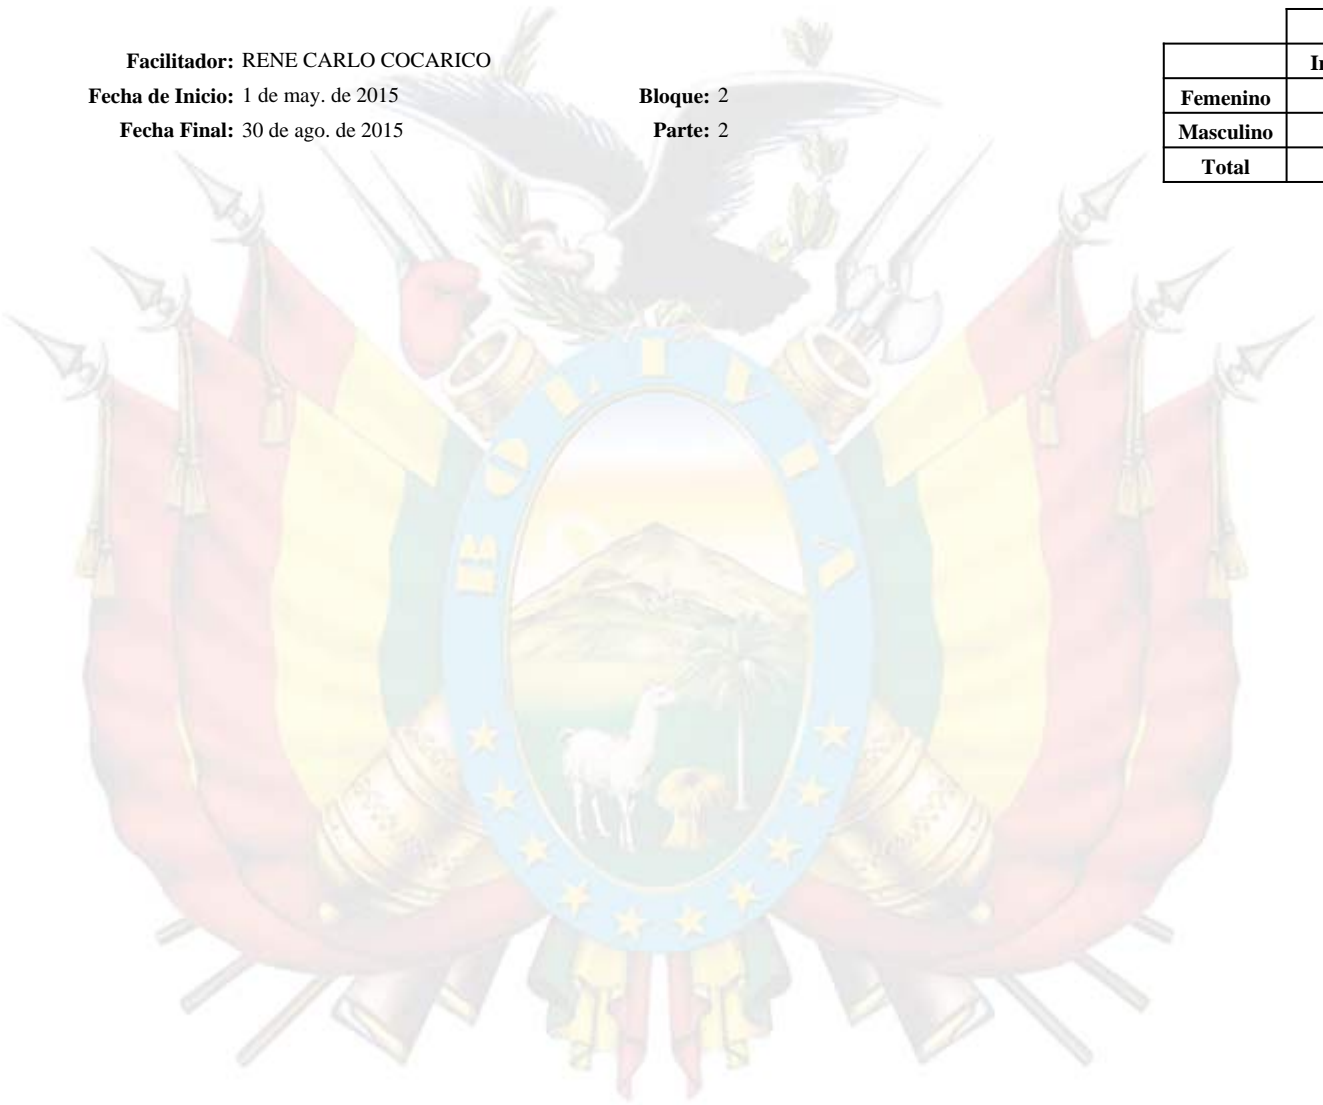 Facilitador: RENE CARLO COCARICO
Fecha de Inicio: 1 de may. de 2015 Bloque: 2
Fecha Final: 30 de ago. de 2015 Parte: 2
Femenino
Masculino
Total
BOLIVIA